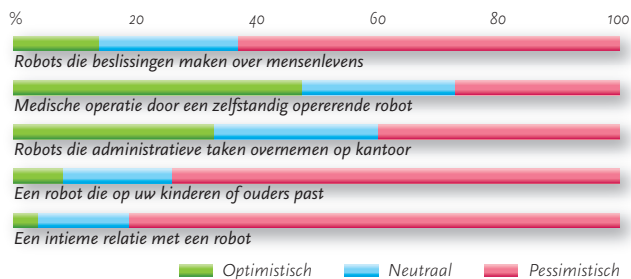 % 20 40 60 80 100
Robots die beslissingen maken over mensenlevens
Medische operatie door een zelfstandig opererende robot
Robots die administratieve taken overnemen op kantoor
Een robot die op uw kinderen of ouders past
Een intieme relatie met een robot
Optimistisch Neutraal Pessimistisch